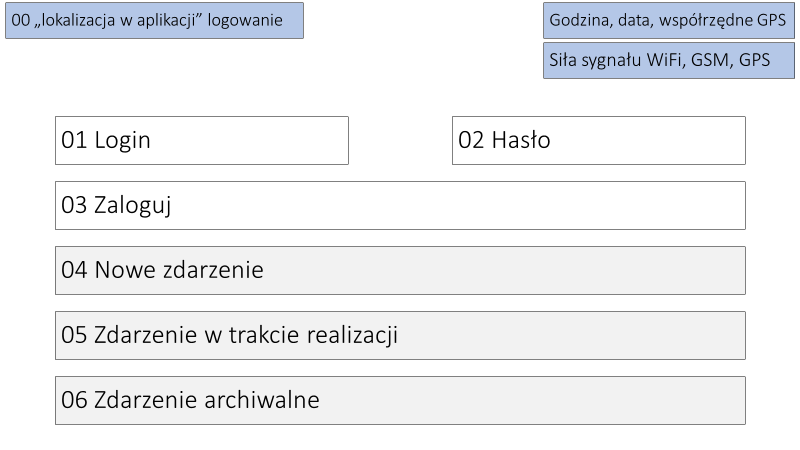 00 „lokalizacja w aplikacji” logowanie
Godzina, data, współrzędne GPS
Siła sygnału WiFi, GSM, GPS
01 Login
02 Hasło
03 Zaloguj
04 Nowe zdarzenie
05 Zdarzenie w trakcie realizacji
06 Zdarzenie archiwalne